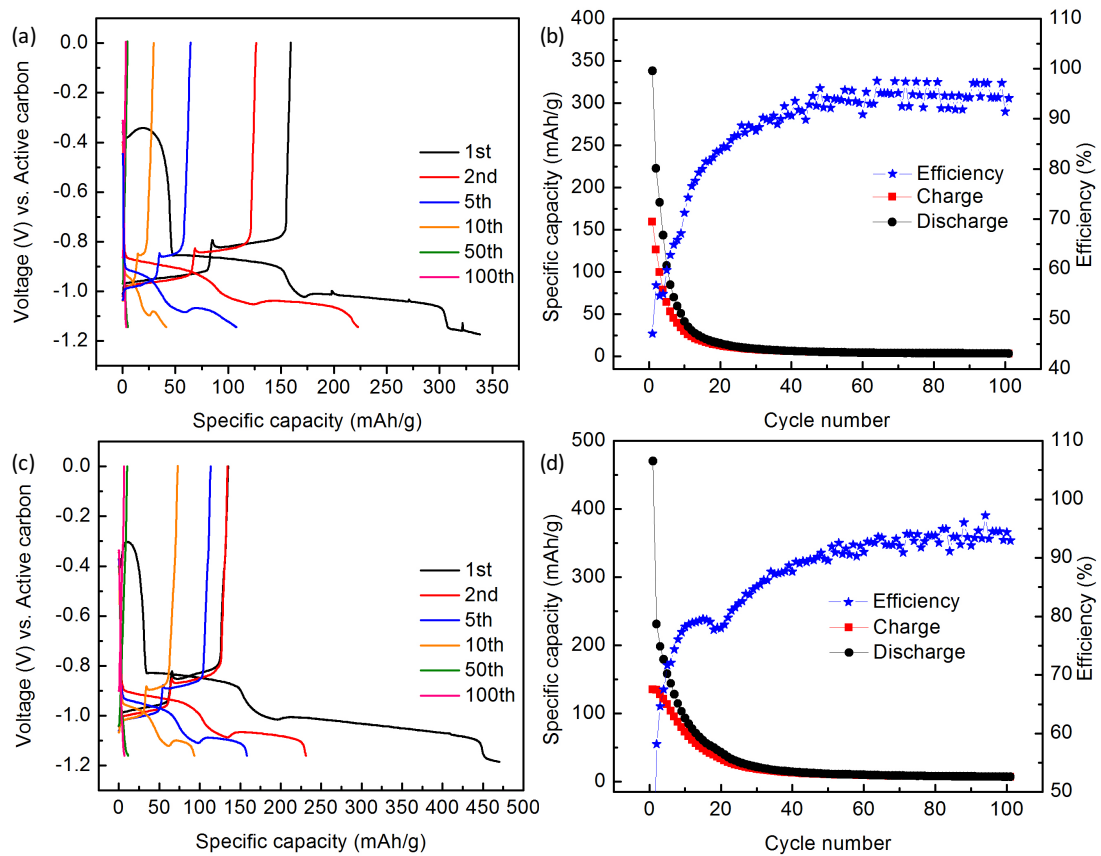 (a)
0.0
-0.2
-0.4
-0.6
-0.8
-1.0
-1.2
Voltage (V) vs. Active carbon
1st
2nd
5th
10th
50th
100th
0 50 100 150 200 250 300 350
Specific capacity (mAh/g)
(b)
400
350
300
250
200
150
100
50
0
Specific capacity (mAh/g)
Efficiency
Charge
Discharge
110
100
90
80
70
60
50
40
Efficiency (%)
0 20 40 60 80 100
Cycle number
(c)
0.0
-0.2
-0.4
-0.6
-0.8
-1.0
-1.2
Voltage (V) vs. Active carbon
1st
2nd
5th
10th
50th
100th
0 50 100 150 200 250 300 350 400 450 500
Specific capacity (mAh/g)
(d)
500
450
400
350
300
250
200
150
100
50
0
Specific capacity (mAh/g)
Efficiency
Charge
Discharge
110
100
90
80
70
60
50
Efficiency (%)
0 20 40 60 80 100
Cycle number